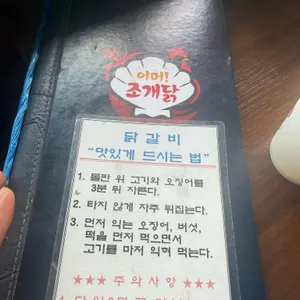 어머!
조개닭
닭갈비
"맛있게 드시는 법"
1. 돌판 위 고기와 오징어를
3분 뒤 자른다.
2. 타지 않게 자주 뒤집는다.
3. 먼저 익는 오징어, 버섯,
떡을 먼저 먹으면서
고기를 마저 익혀 먹는다.
★★★ 주의사항 ★★★